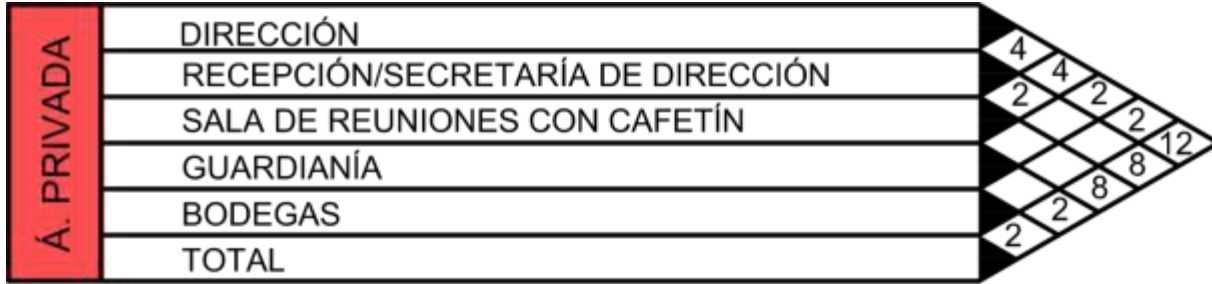 Á. PRIVADA
DIRECCIÓN
RECEPCIÓN/SECRETARÍA DE DIRECCIÓN
SALA DE REUNIONES CON CAFETÍN
GUARDIANÍA
BODEGAS
TOTAL
4
4
2
2
2
12
8
8
2
2